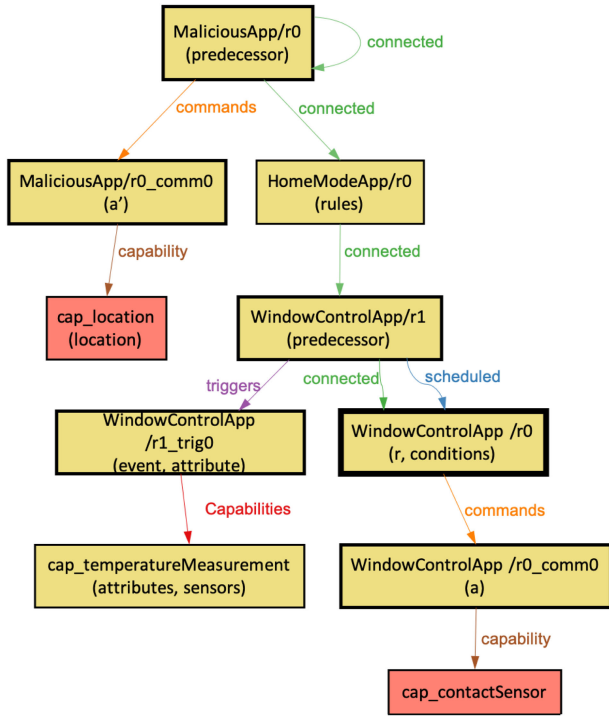 MaliciousApp/r0
(predecessor)
connected
commands
connected
MaliciousApp/r0_comm0
(a’)
HomeModeApp/r0
(rules)
capability
connected
cap_location
(location)
WindowControlApp/r1
(predecessor)
triggers
connected
scheduled
WindowControlApp
/r1_trig0
(event, attribute)
WindowControlApp /r0
(r, conditions)
Capabilities
commands
cap_temperatureMeasurement
(attributes, sensors)
WindowControlApp /r0_comm0
(a)
capability
cap_contactSensor